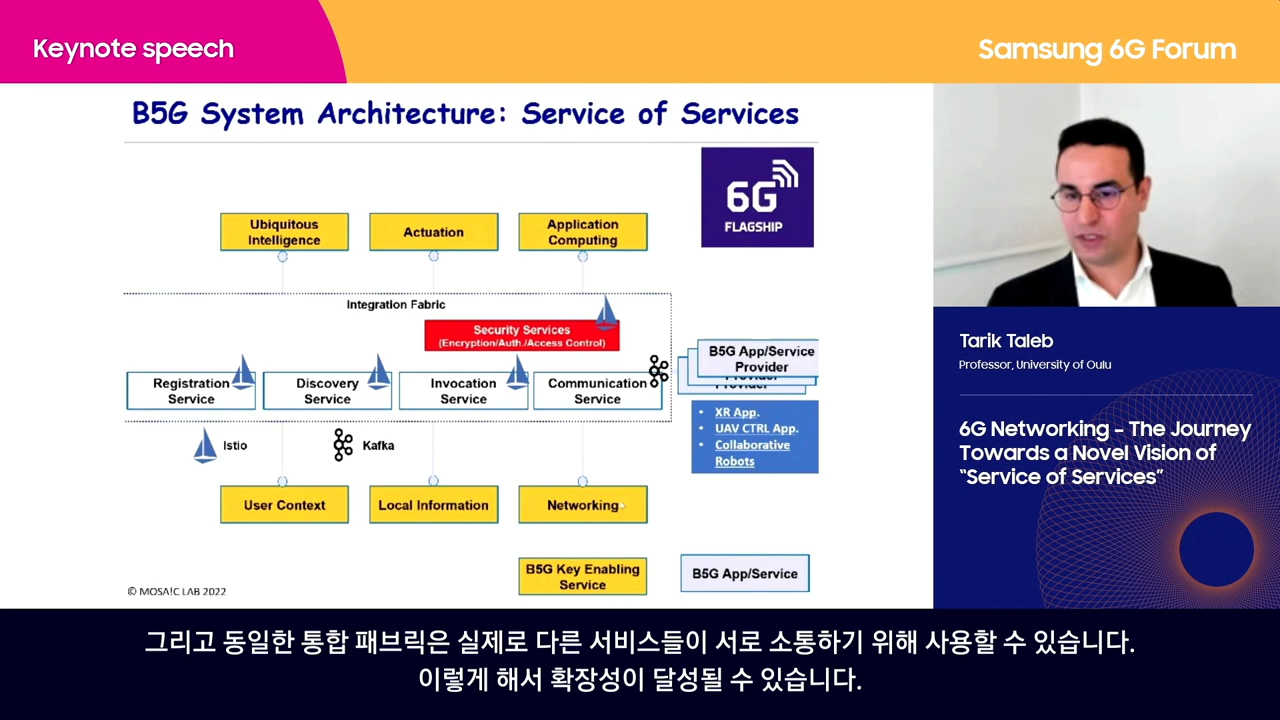 Keynote speech
Samsung 6G Forum
B5G System Architecture: Service of Services
6G
FLAGSHIP
Ubiquitous
Intelligence
Actuation
Application
Computing
Integration Fabric
Security Services
(Encryption/Auth./Access Control)
Registration
Service
Discovery
Service
Invocation
Service
Communication
Service
B5G App/Service
Provider
Provider
Provider
• XR App.
• UAV CTRL App.
• Collaborative
Robots
Istio
Kafka
User Context
Local Information
Networking
B5G Key Enabling
Service
B5G App/Service
© MOSA!C LAB 2022
Tarik Taleb
Professor, University of Oulu
6G Networking – The Journey
Towards a Novel Vision of
“Service of Services”
그리고 동일한 통합 패브릭은 실제로 다른 서비스들이 서로 소통하기 위해 사용할 수 있습니다.
이렇게 해서 확장성이 달성될 수 있습니다.